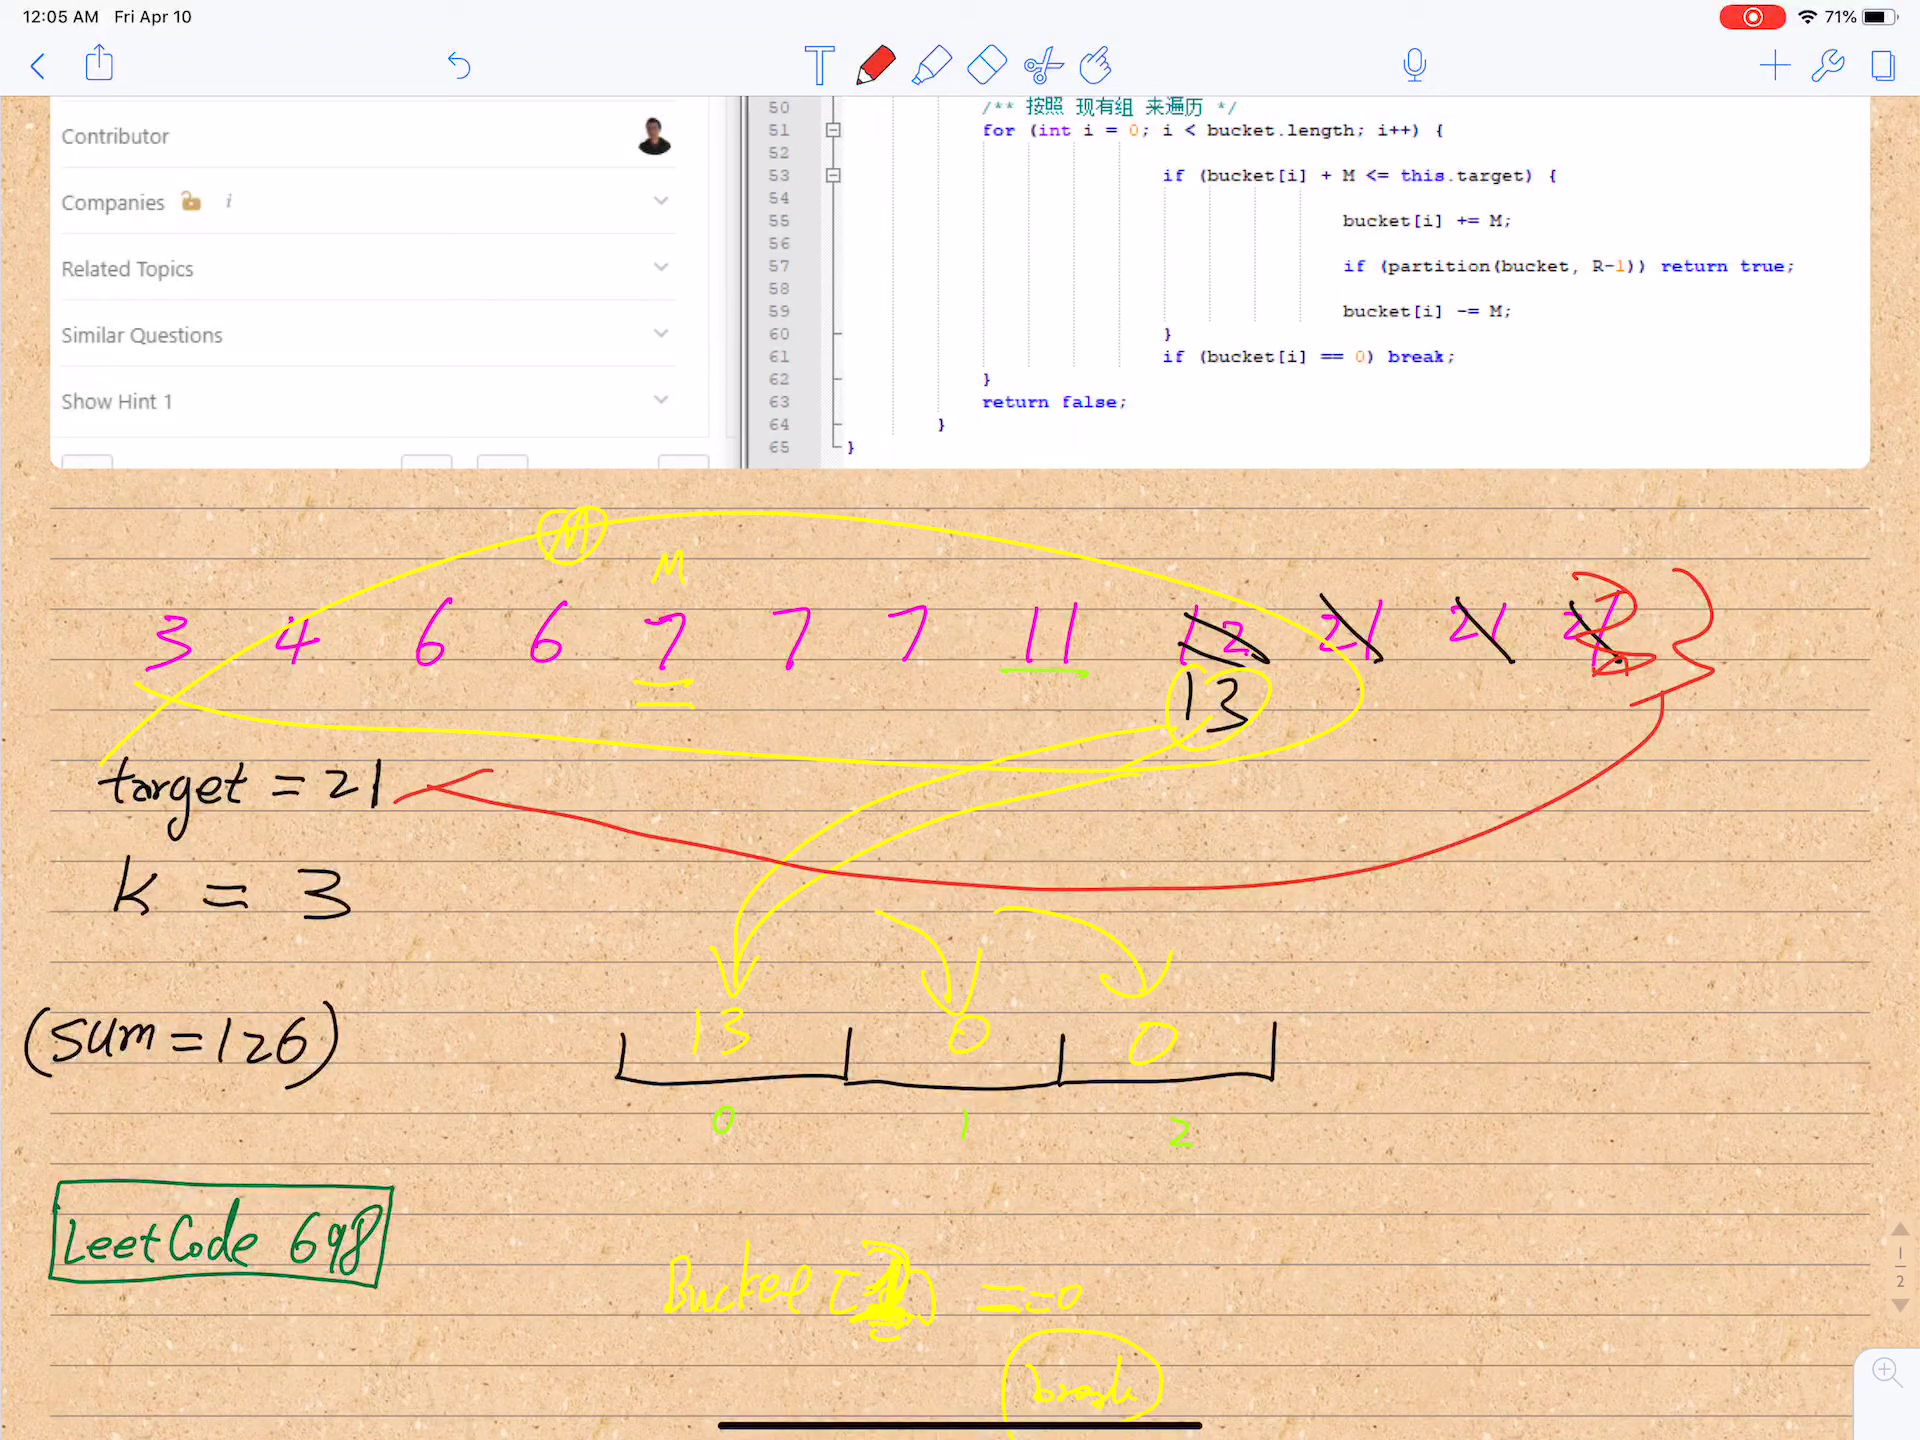 12:05 AM Fri Apr 10
71%
Contributor
Companies i
Related Topics
Similar Questions
Show Hint 1
50 /** 按照 现有组 来遍历 */
51 for (int i = 0; i < bucket.length; i++) {
52
53 if (bucket[i] + M <= this.target) {
54
55 bucket[i] += M;
56
57 if (partition(bucket, R-1)) return true;
58
59 bucket[i] -= M;
60 }
61 if (bucket[i] == 0) break;
62 }
63 return false;
64 }
65 }
M
M
3 4 6 6 7 7 7 11 12 21 21 21
13
target = 21
k = 3
(sum=126)
13 0 0
0 1 2
LeetCode 698
Bucket [1] ==0
break
1
2